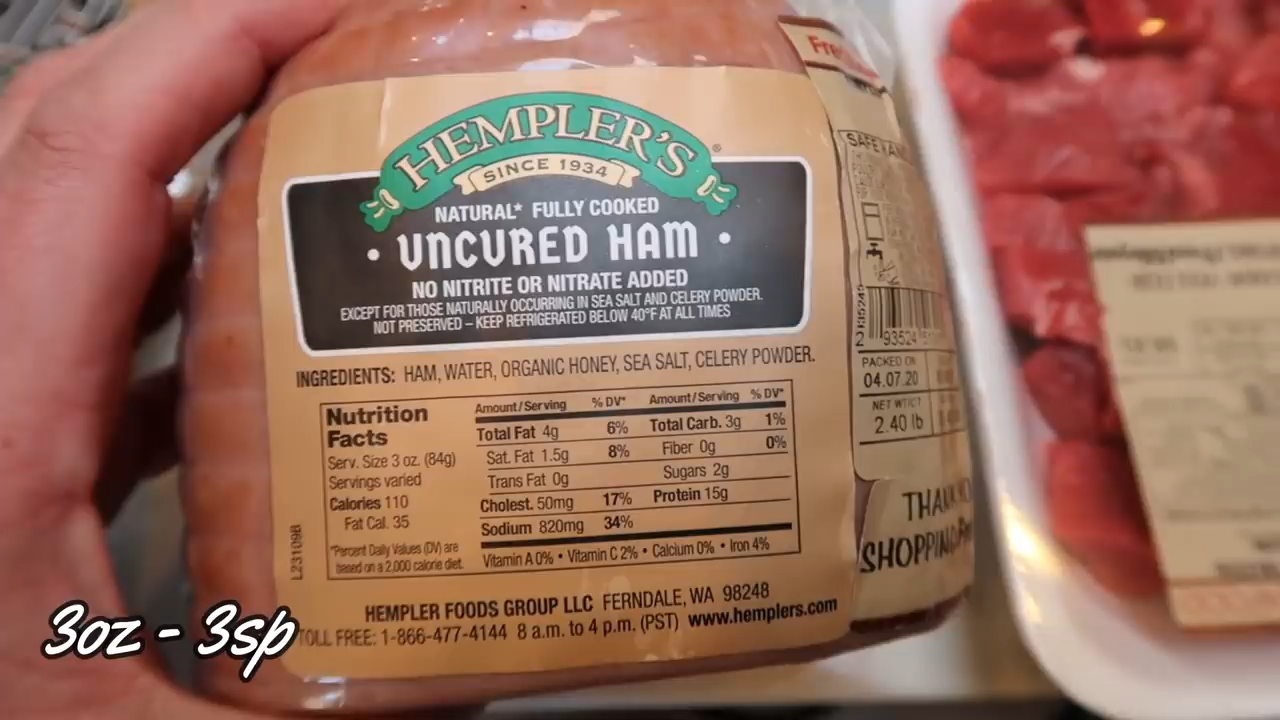 HEMPLER'S®
SINCE 1934
NATURAL* FULLY COOKED
• UNCURED HAM •
NO NITRITE OR NITRATE ADDED
EXCEPT FOR THOSE NATURALLY OCCURRING IN SEA SALT AND CELERY POWDER.
NOT PRESERVED – KEEP REFRIGERATED BELOW 40°F AT ALL TIMES
INGREDIENTS: HAM, WATER, ORGANIC HONEY, SEA SALT, CELERY POWDER.
Nutrition
Facts
Serv. Size 3 oz. (84g)
Servings varied
Calories 110
Fat Cal. 35
*Percent Daily Values (DV) are
based on a 2,000 calorie diet.
Amount/Serving % DV* Amount/Serving % DV*
Total Fat 4g 6% Total Carb. 3g 1%
Sat. Fat 1.5g 8% Fiber 0g 0%
Trans Fat 0g Sugars 2g
Cholest. 50mg 17% Protein 15g
Sodium 820mg 34%
Vitamin A 0% • Vitamin C 2% • Calcium 0% • Iron 4%
L23109B
HEMPLER FOODS GROUP LLC FERNDALE, WA 98248
TOLL FREE: 1-866-477-4144 8 a.m. to 4 p.m. (PST) www.hemplers.com
PACKED ON
04.07.20
NET WT/CT
2.40 lb
3oz - 3sp